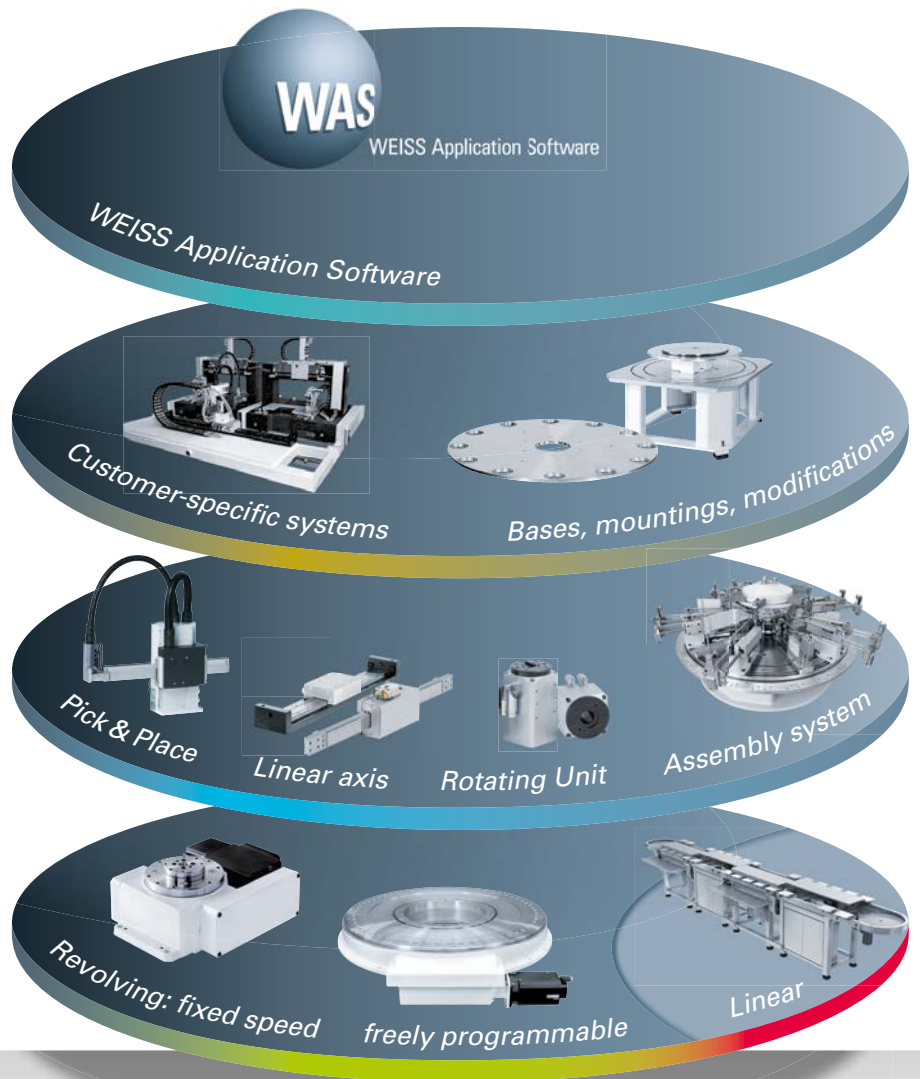 WAS
WEISS Application Software
WEISS Application Software
Customer-specific systems
Bases, mountings, modifications
Pick & Place
Linear axis
Rotating Unit
Assembly system
Revolving: fixed speed
freely programmable
Linear